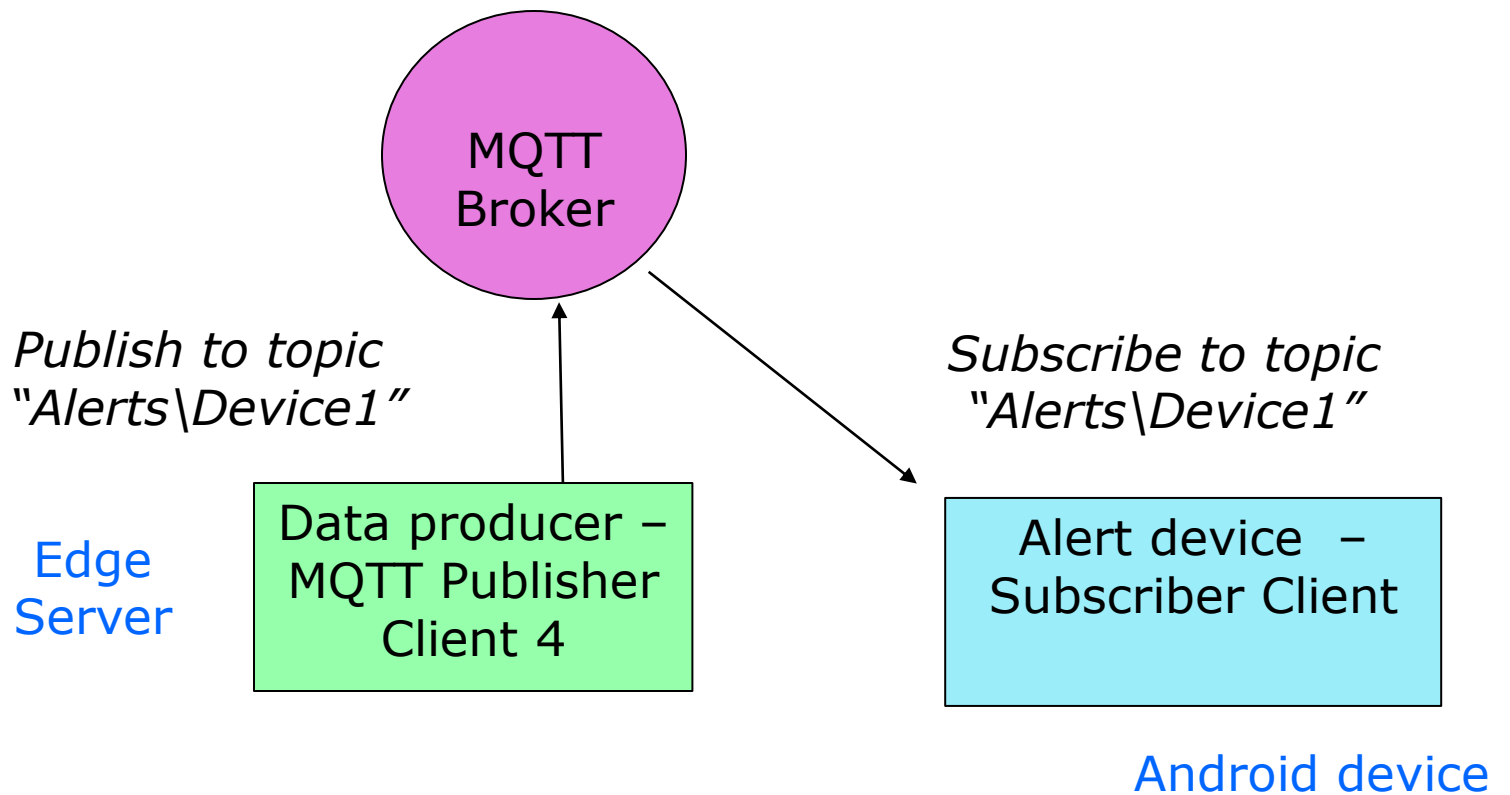 MQTT
Broker
Publish to topic
“Alerts\Device1”
Subscribe to topic
“Alerts\Device1”
Edge
Server
Data producer –
MQTT Publisher
Client 4
Alert device –
Subscriber Client
Android device